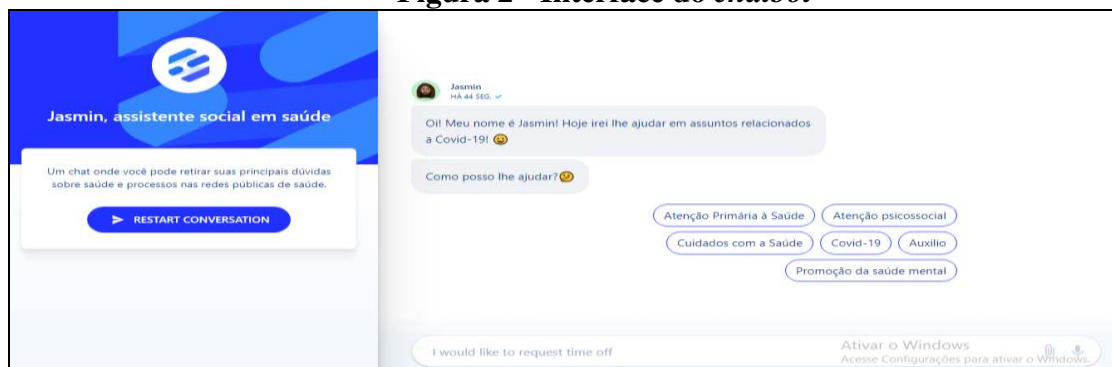 Figura 2 - Interface do chatbot
Jasmin, assistente social em saúde
Um chat onde você pode retirar suas principais dúvidas
sobre saúde e processos nas redes públicas de saúde.
RESTART CONVERSATION
Jasmin
HÁ 44 SEG.
Oi! Meu nome é Jasmin! Hoje irei lhe ajudar em assuntos relacionados
a Covid-19!
Como posso lhe ajudar?
Atenção Primária à Saúde Atenção psicossocial
Cuidados com a Saúde Covid-19 Auxilio
Promoção da saúde mental
I would like to request time off
Ativar o Windows
Acesse Configurações para ativar o Windows.